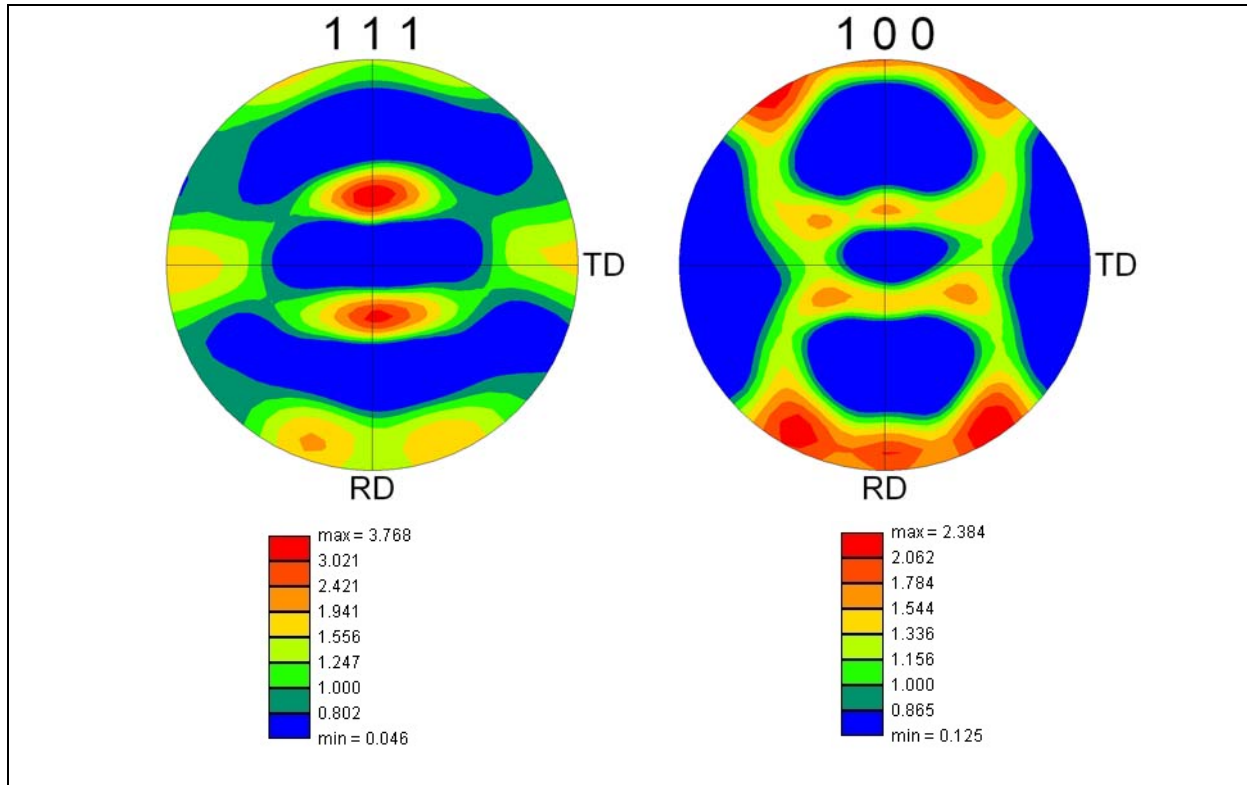 1 1 1
1 0 0
TD
TD
RD
RD
max = 3.768
3.021
2.421
1.941
1.556
1.247
1.000
0.802
min = 0.046
max = 2.384
2.062
1.784
1.544
1.336
1.156
1.000
0.865
min = 0.125